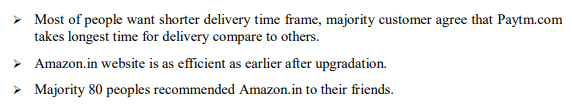 ➢ Most of people want shorter delivery time frame, majority customer agree that Paytm.com
takes longest time for delivery compare to others.
➢ Amazon.in website is as efficient as earlier after upgradation.
➢ Majority 80 peoples recommended Amazon.in to their friends.